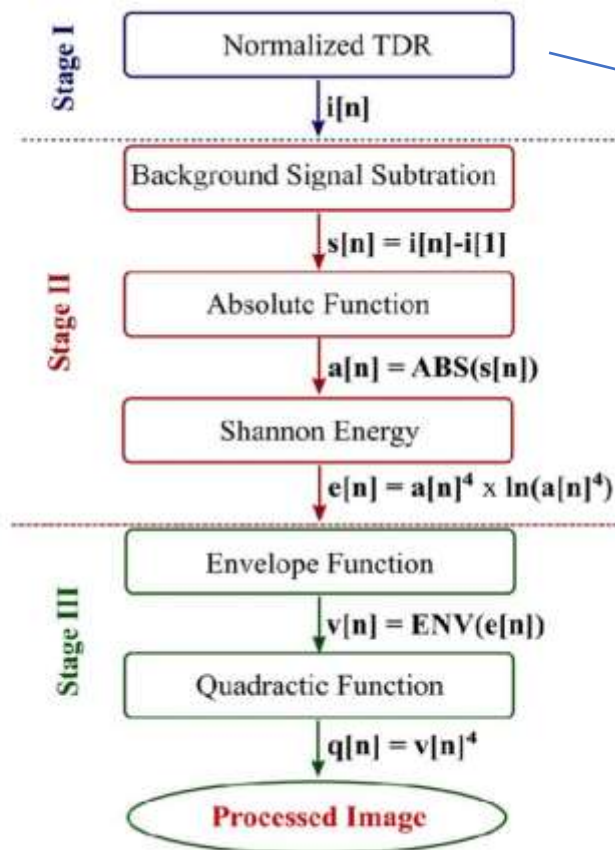 Stage I
Normalized TDR
i[n]
Stage II
Background Signal Subtration
s[n] = i[n]-i[1]
Absolute Function
a[n] = ABS(s[n])
Shannon Energy
e[n] = a[n]⁴ x ln(a[n]⁴)
Stage III
Envelope Function
v[n] = ENV(e[n])
Quadractic Function
q[n] = v[n]⁴
Processed Image